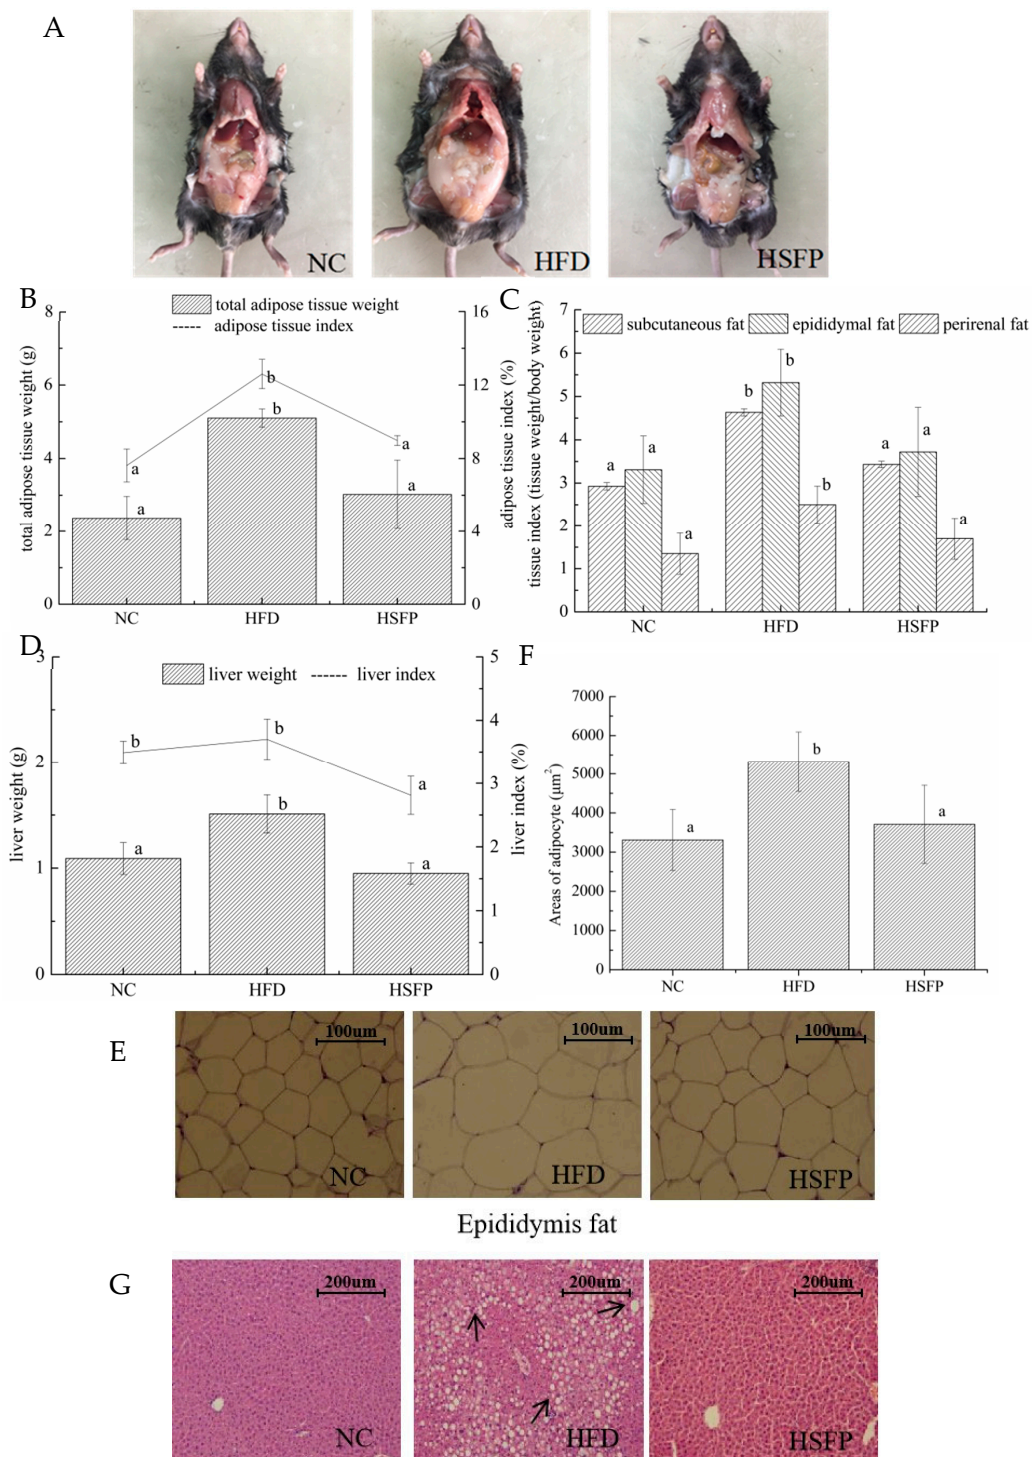 A
NC
HFD
HSFP
B
total adipose tissue weight
adipose tissue index
total adipose tissue weight (g)
adipose tissue index (%)
8
6
4
2
0
16
12
8
4
0
a
b
a
a
b
a
NC
HFD
HSFP
C
subcutaneous fat
epididymal fat
perirenal fat
tissue index (tissue weight/body weight)
7
6
5
4
3
2
1
0
a
a
a
b
b
b
a
a
a
NC
HFD
HSFP
D
liver weight
liver index
liver weight (g)
liver index (%)
3
2
1
0
5
4
3
2
1
0
b
b
a
a
b
a
NC
HFD
HSFP
F
Areas of adipocyte (μm²)
7000
6000
5000
4000
3000
2000
1000
0
a
b
a
NC
HFD
HSFP
E
100um
100um
100um
NC
HFD
HSFP
Epididymis fat
G
200um
200um
200um
NC
HFD
HSFP